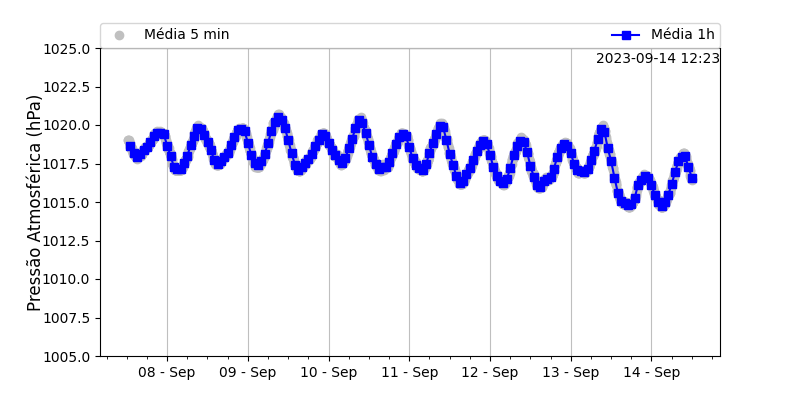 Média 5 min
Média 1h
2023-09-14 12:23
Pressão Atmosférica (hPa)
1025.0
1022.5
1020.0
1017.5
1015.0
1012.5
1010.0
1007.5
1005.0
08 - Sep
09 - Sep
10 - Sep
11 - Sep
12 - Sep
13 - Sep
14 - Sep